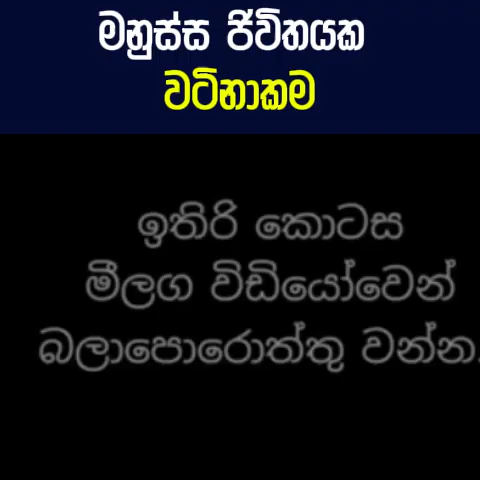 මනුස්ස ජීවිතයක
වටිනාකම
ඉතිරි කොටස
මීලග විඩියෝවෙන්
බලාපොරොත්තු වන්න.